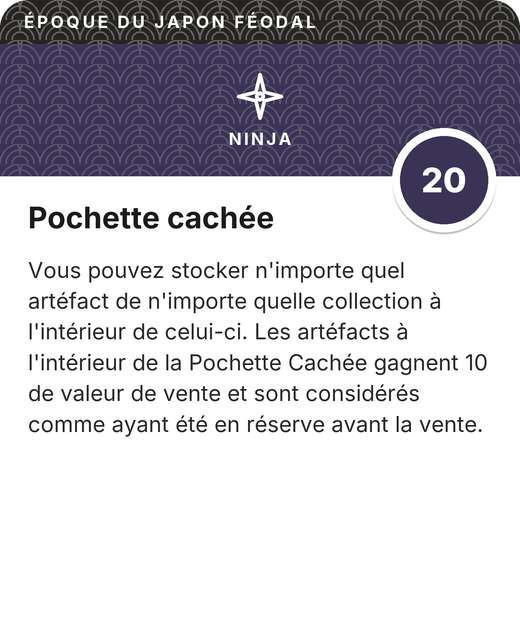 ÉPOQUE DU JAPON FÉODAL
NINJA
20
Pochette cachée
Vous pouvez stocker n'importe quel
artéfact de n'importe quelle collection à
l'intérieur de celui-ci. Les artéfacts à
l'intérieur de la Pochette Cachée gagnent 10
de valeur de vente et sont considérés
comme ayant été en réserve avant la vente.